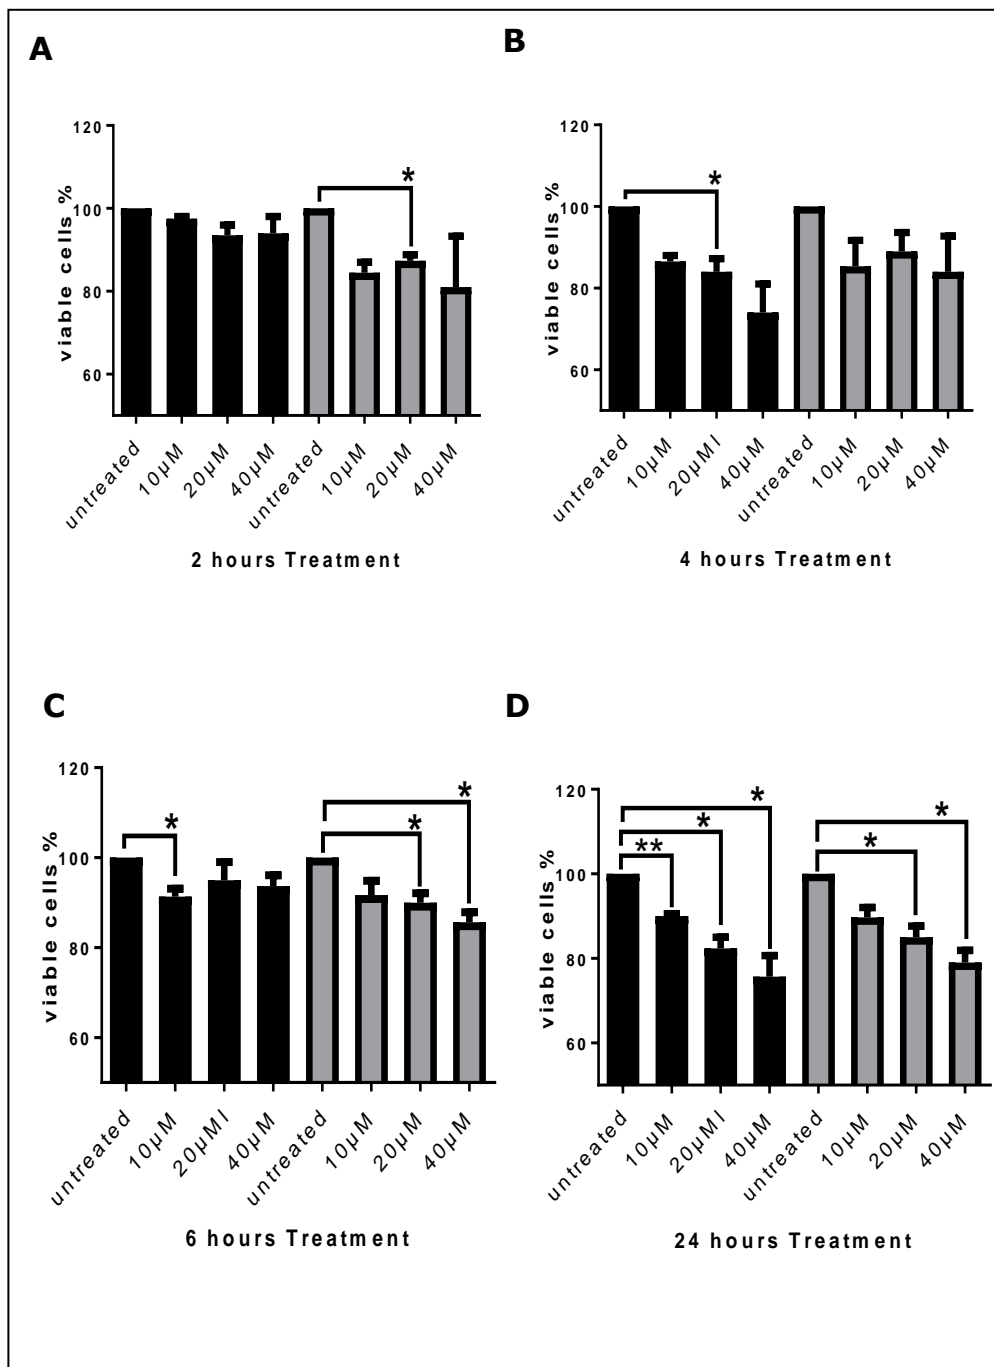 A
viable cells %
120
100
80
60
*
untreated
10µM
20µM
40µM
untreated
10µM
20µM
40µM
2 hours Treatment
B
viable cells %
120
100
80
60
*
untreated
10µM
20µMl
40µM
untreated
10µM
20µM
40µM
4 hours Treatment
C
viable cells %
120
100
80
60
*
*
*
untreated
10µM
20µMl
40µM
untreated
10µM
20µM
40µM
6 hours Treatment
D
viable cells %
120
100
80
60
**
*
*
*
*
untreated
10µM
20µMl
40µM
untreated
10µM
20µM
40µM
24 hours Treatment